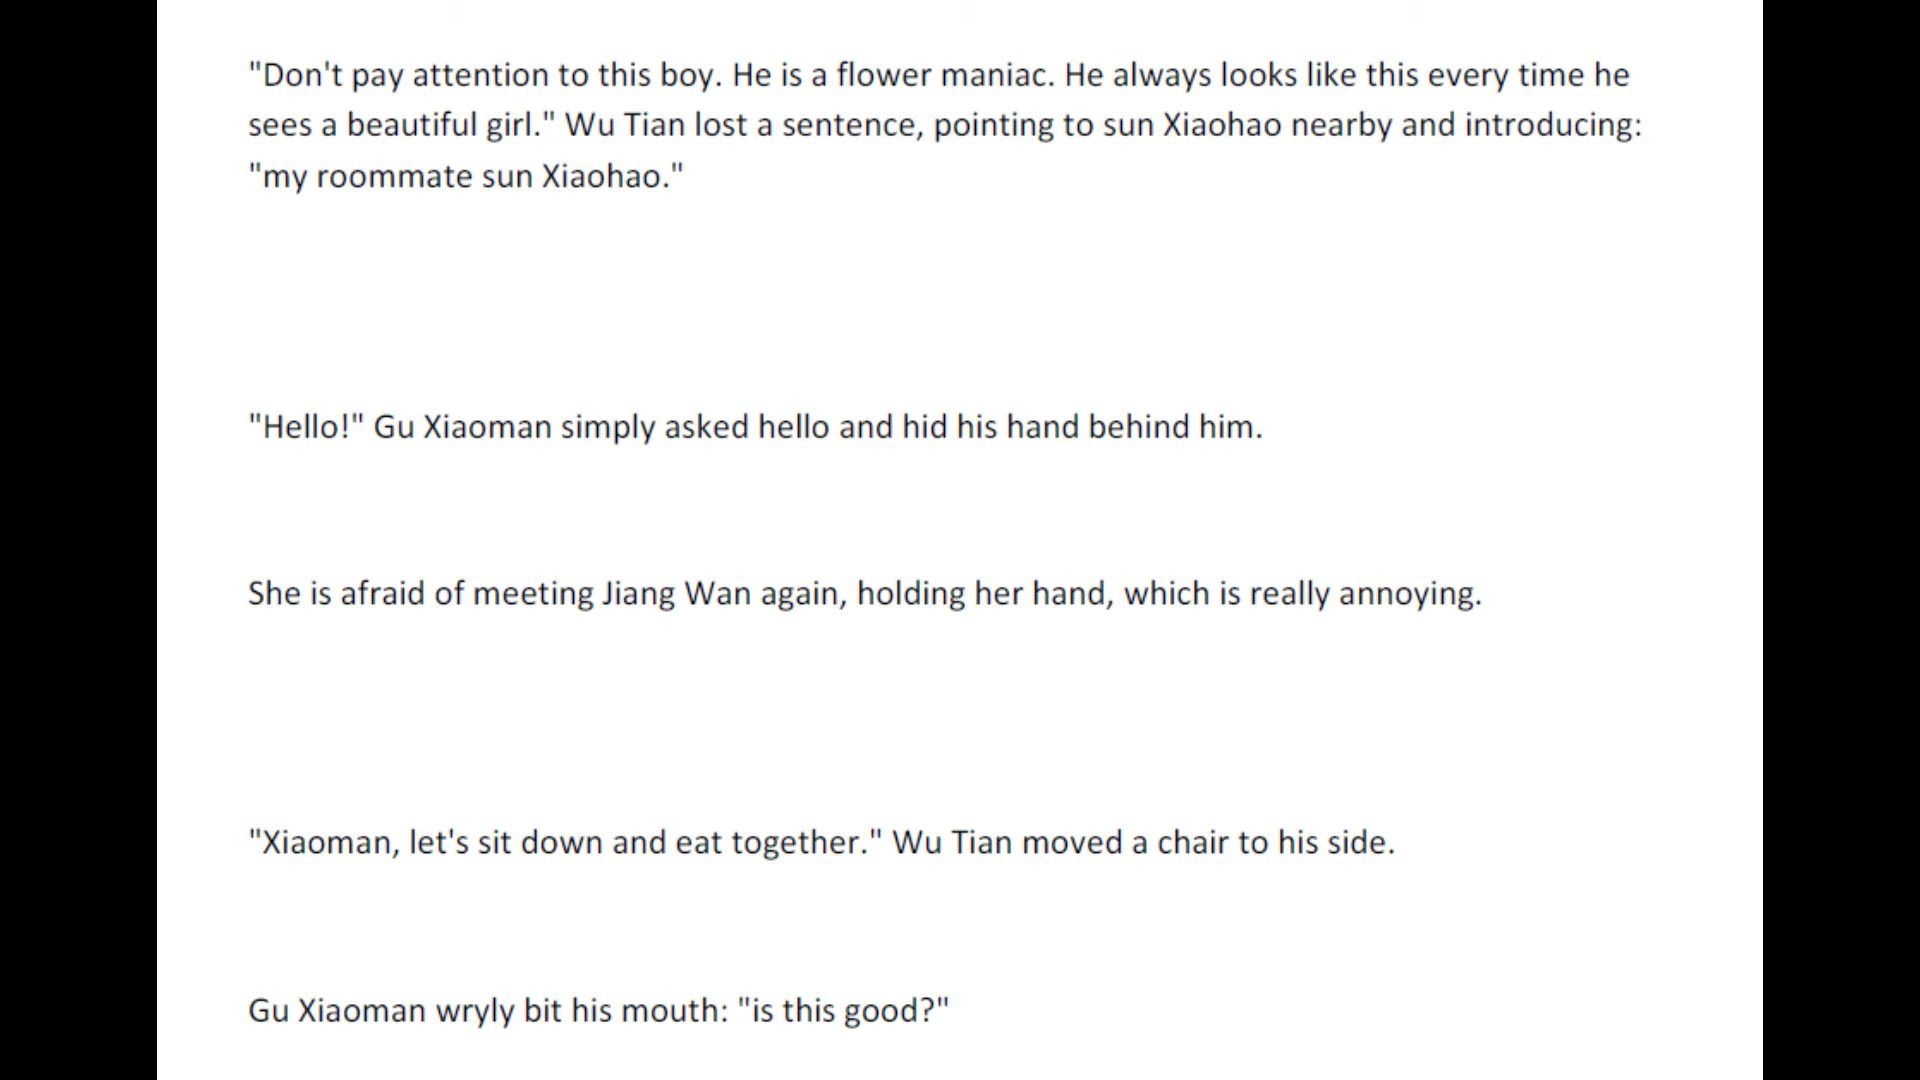 "Don't pay attention to this boy. He is a flower maniac. He always looks like this every time he
sees a beautiful girl." Wu Tian lost a sentence, pointing to sun Xiaohao nearby and introducing:
"my roommate sun Xiaohao."
"Hello!" Gu Xiaoman simply asked hello and hid his hand behind him.
She is afraid of meeting Jiang Wan again, holding her hand, which is really annoying.
"Xiaoman, let's sit down and eat together." Wu Tian moved a chair to his side.
Gu Xiaoman wryly bit his mouth: "is this good?"